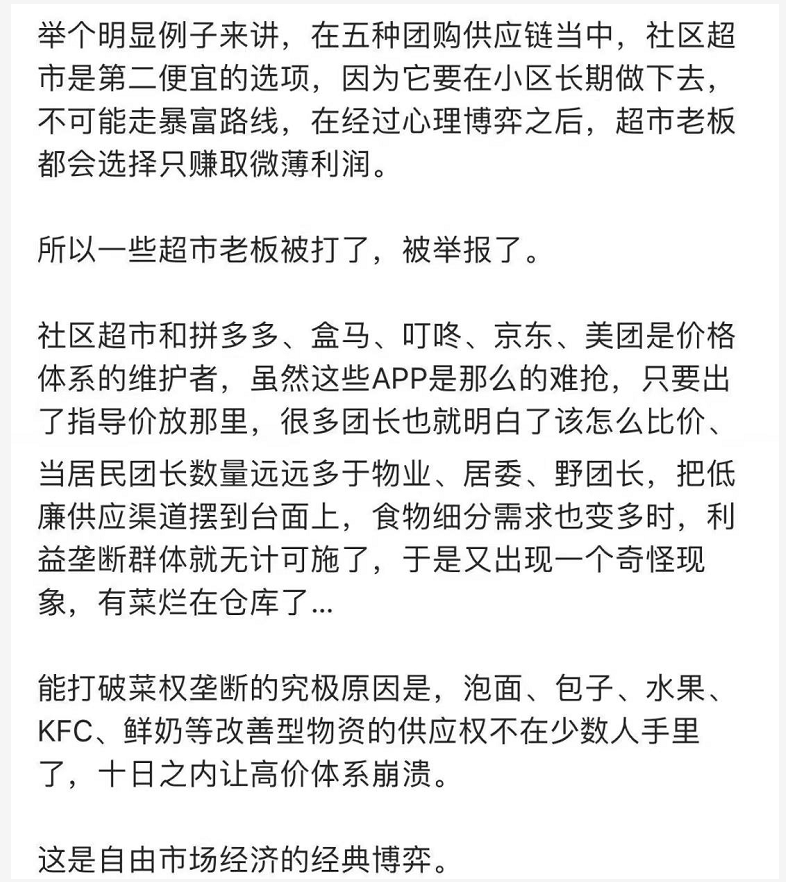 举个明显例子来讲，在五种团购供应链当中，社区超
市是第二便宜的选项，因为它要在小区长期做下去，
不可能走暴富路线，在经过心理博弈之后，超市老板
都会选择只赚取微薄利润。
所以一些超市老板被打了，被举报了。
社区超市和拼多多、盒马、叮咚、京东、美团是价格
体系的维护者，虽然这些APP是那么的难抢，只要出
了指导价放那里，很多团长也就明白了该怎么比价、
当居民团长数量远远多于物业、居委、野团长，把低
廉供应渠道摆到台面上，食物细分需求也变多时，利
益垄断群体就无计可施了，于是又出现一个奇怪现
象，有菜烂在仓库了...
能打破菜权垄断的究极原因是，泡面、包子、水果、
KFC、鲜奶等改善型物资的供应权不在少数人手里
了，十日之内让高价体系崩溃。
这是自由市场经济的经典博弈。